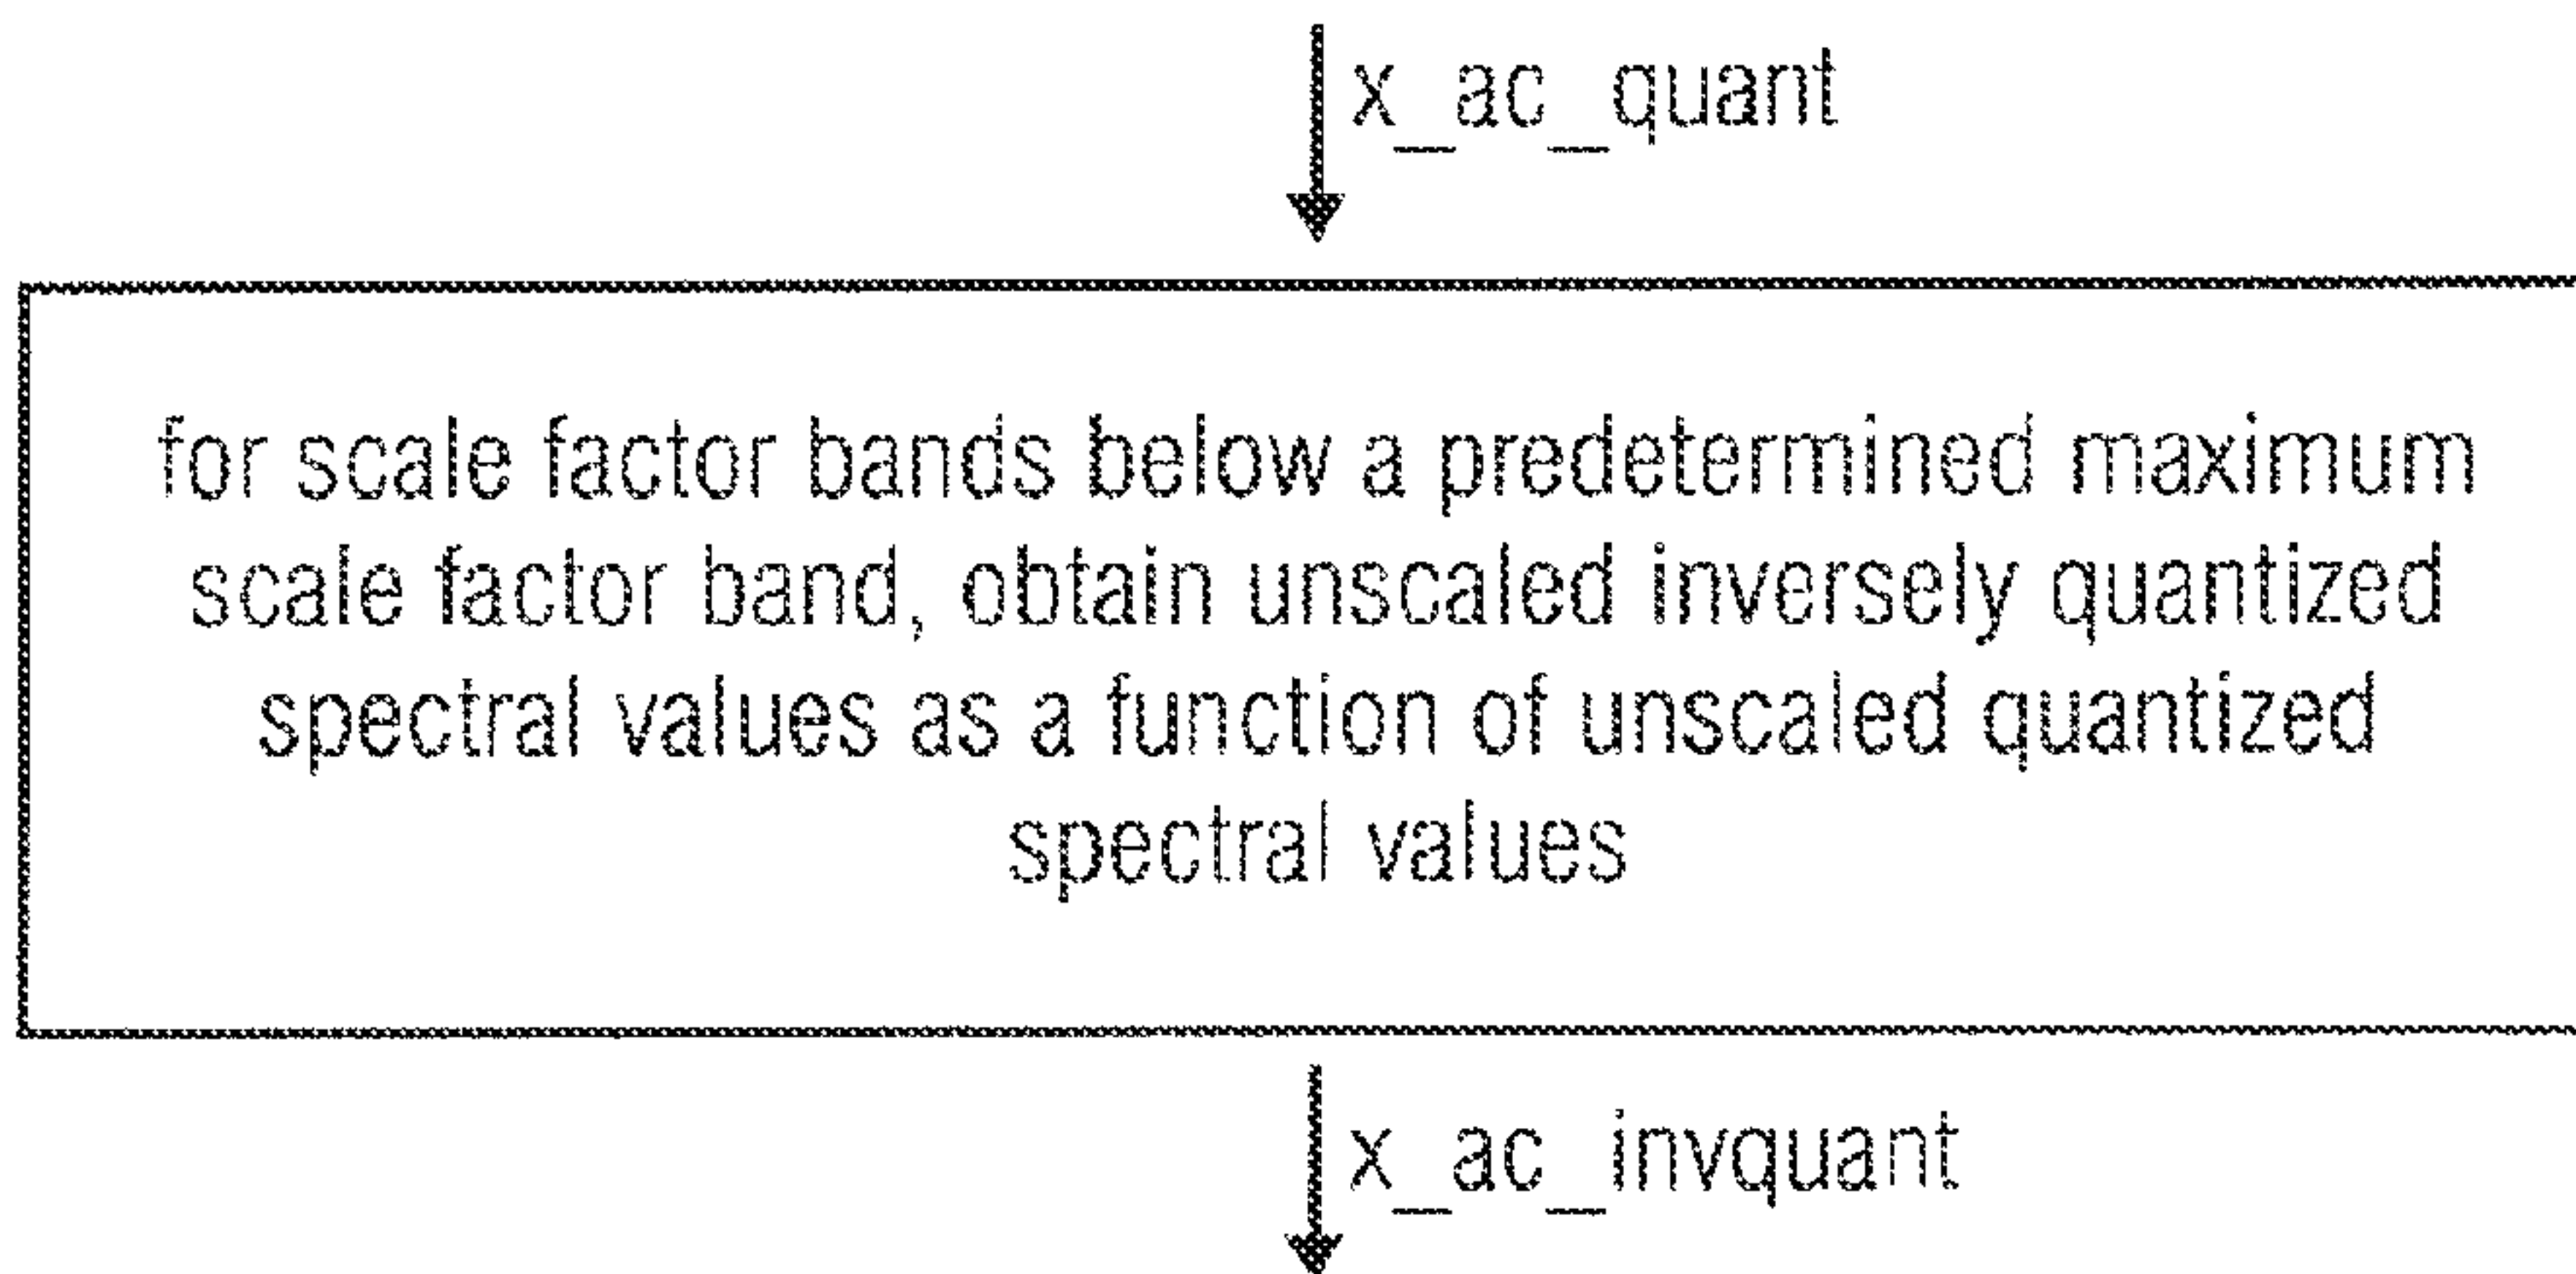 x_ac_quant
for scale factor bands below a predetermined maximum
scale factor band, obtain unscaled inversely quantized
spectral values as a function of unscaled quantized
spectral values
x_ac_invquant